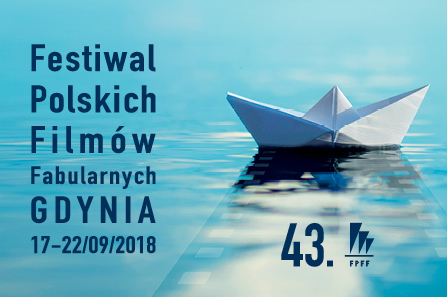 Festiwal
Polskich
Filmów
Fabularnych
GDYNIA
17–22/09/2018
43.
FPFF